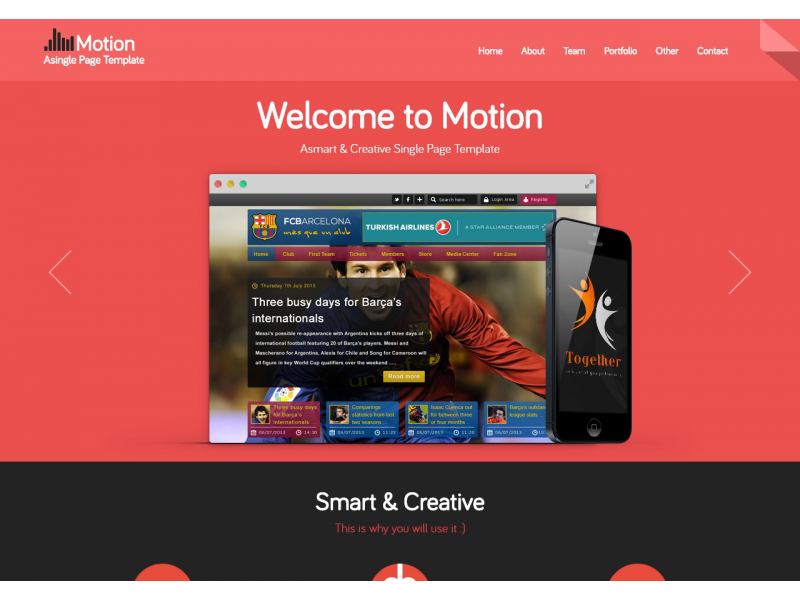 Motion
Asingle Page Template
Home About Team Portfolio Other Contact
Welcome to Motion
Asmart & Creative Single Page Template
Search here Login Area Register
FCBARCELONA
més que un club
TURKISH AIRLINES
A STAR ALLIANCE MEMBER
Home Club First Team Tickets Members Store Media Center Fan Zone
Thursday 7th July 2013
Three busy days for Barça's
internationals
Messi's possible re-appearance with Argentina kicks off three days of
international football featuring 20 of Barça's players. Messi and
Mascherano for Argentina, Alexis for Chile and Song for Cameroon will
all figure in key World Cup qualifiers over the weekend ....
Read more
Three busy days
for Barça's
internationals
06/07/2013 14:30
Comparings
statistics from last
two seasons...
06/07/2013 11:25
Isaac Cuenca out
for between three
or four months ..
06/07/2013 11:25
Barça's outstan
league stats...
06/07/2013
Together
Smart & Creative
This is why you will use it :)